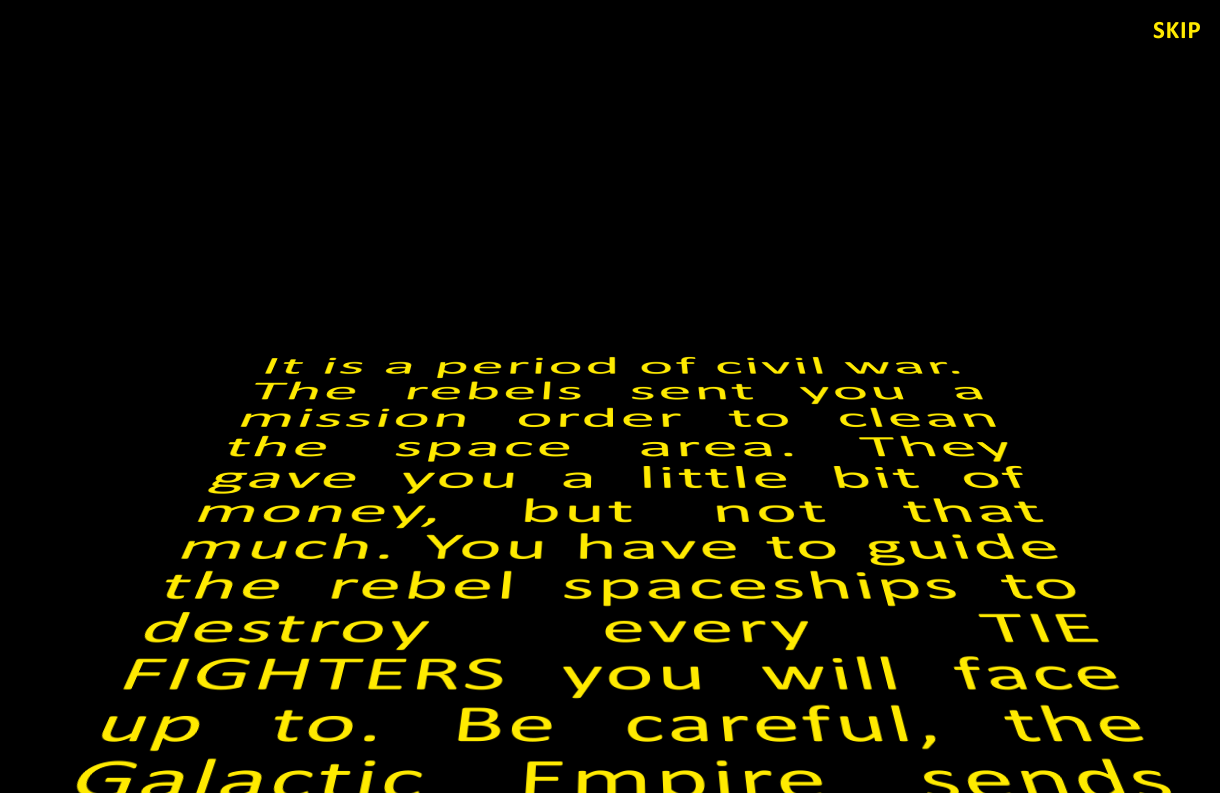 SKIP
It is a period of civil war.
The rebels sent you a
mission order to clean
the space area. They
gave you a little bit of
money, but not that
much. You have to guide
the rebel spaceships to
destroy every TIE
FIGHTERS you will face
up to. Be careful, the
Galactic Empire sends